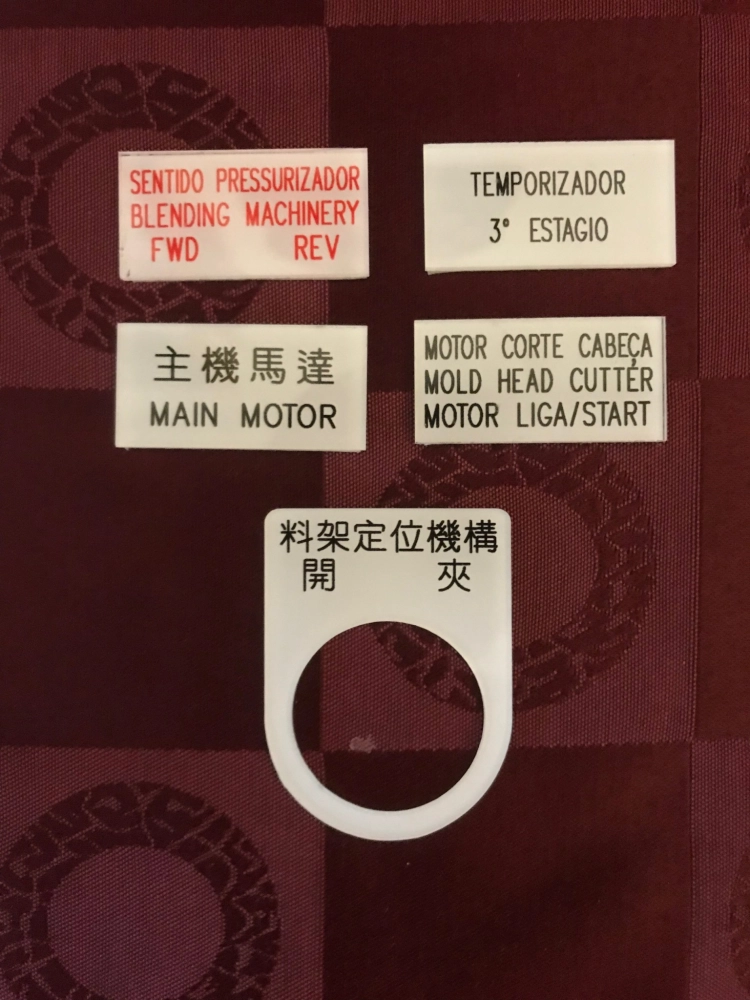 SENTIDO PRESSURIZADOR
BLENDING MACHINERY
FWD REV
TEMPORIZADOR
3º ESTAGIO
主機馬達
MAIN MOTOR
MOTOR CORTE CABEÇA
MOLD HEAD CUTTER
MOTOR LIGA/START
料架定位機構
開 夾